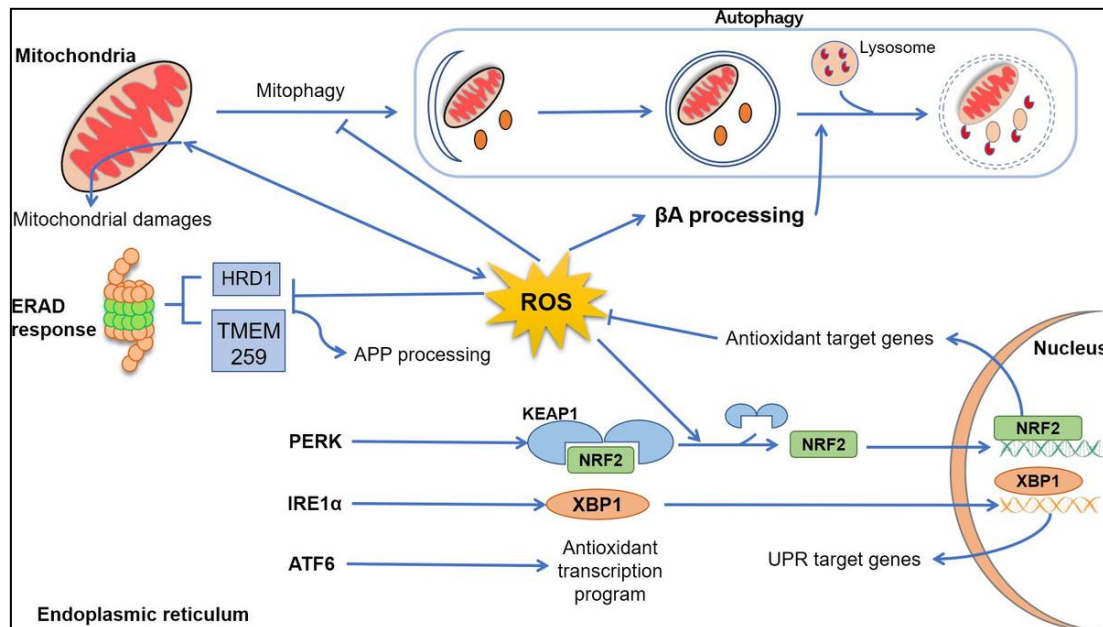 Autophagy
Mitochondria
Lysosome
Mitophagy
Mitochondrial damages
βA processing
HRD1
ERAD
response
TMEM
259
ROS
APP processing
Antioxidant target genes
Nucleus
KEAP1
PERK
NRF2
NRF2
NRF2
XBP1
IRE1α
XBP1
ATF6
Antioxidant
transcription
program
UPR target genes
Endoplasmic reticulum